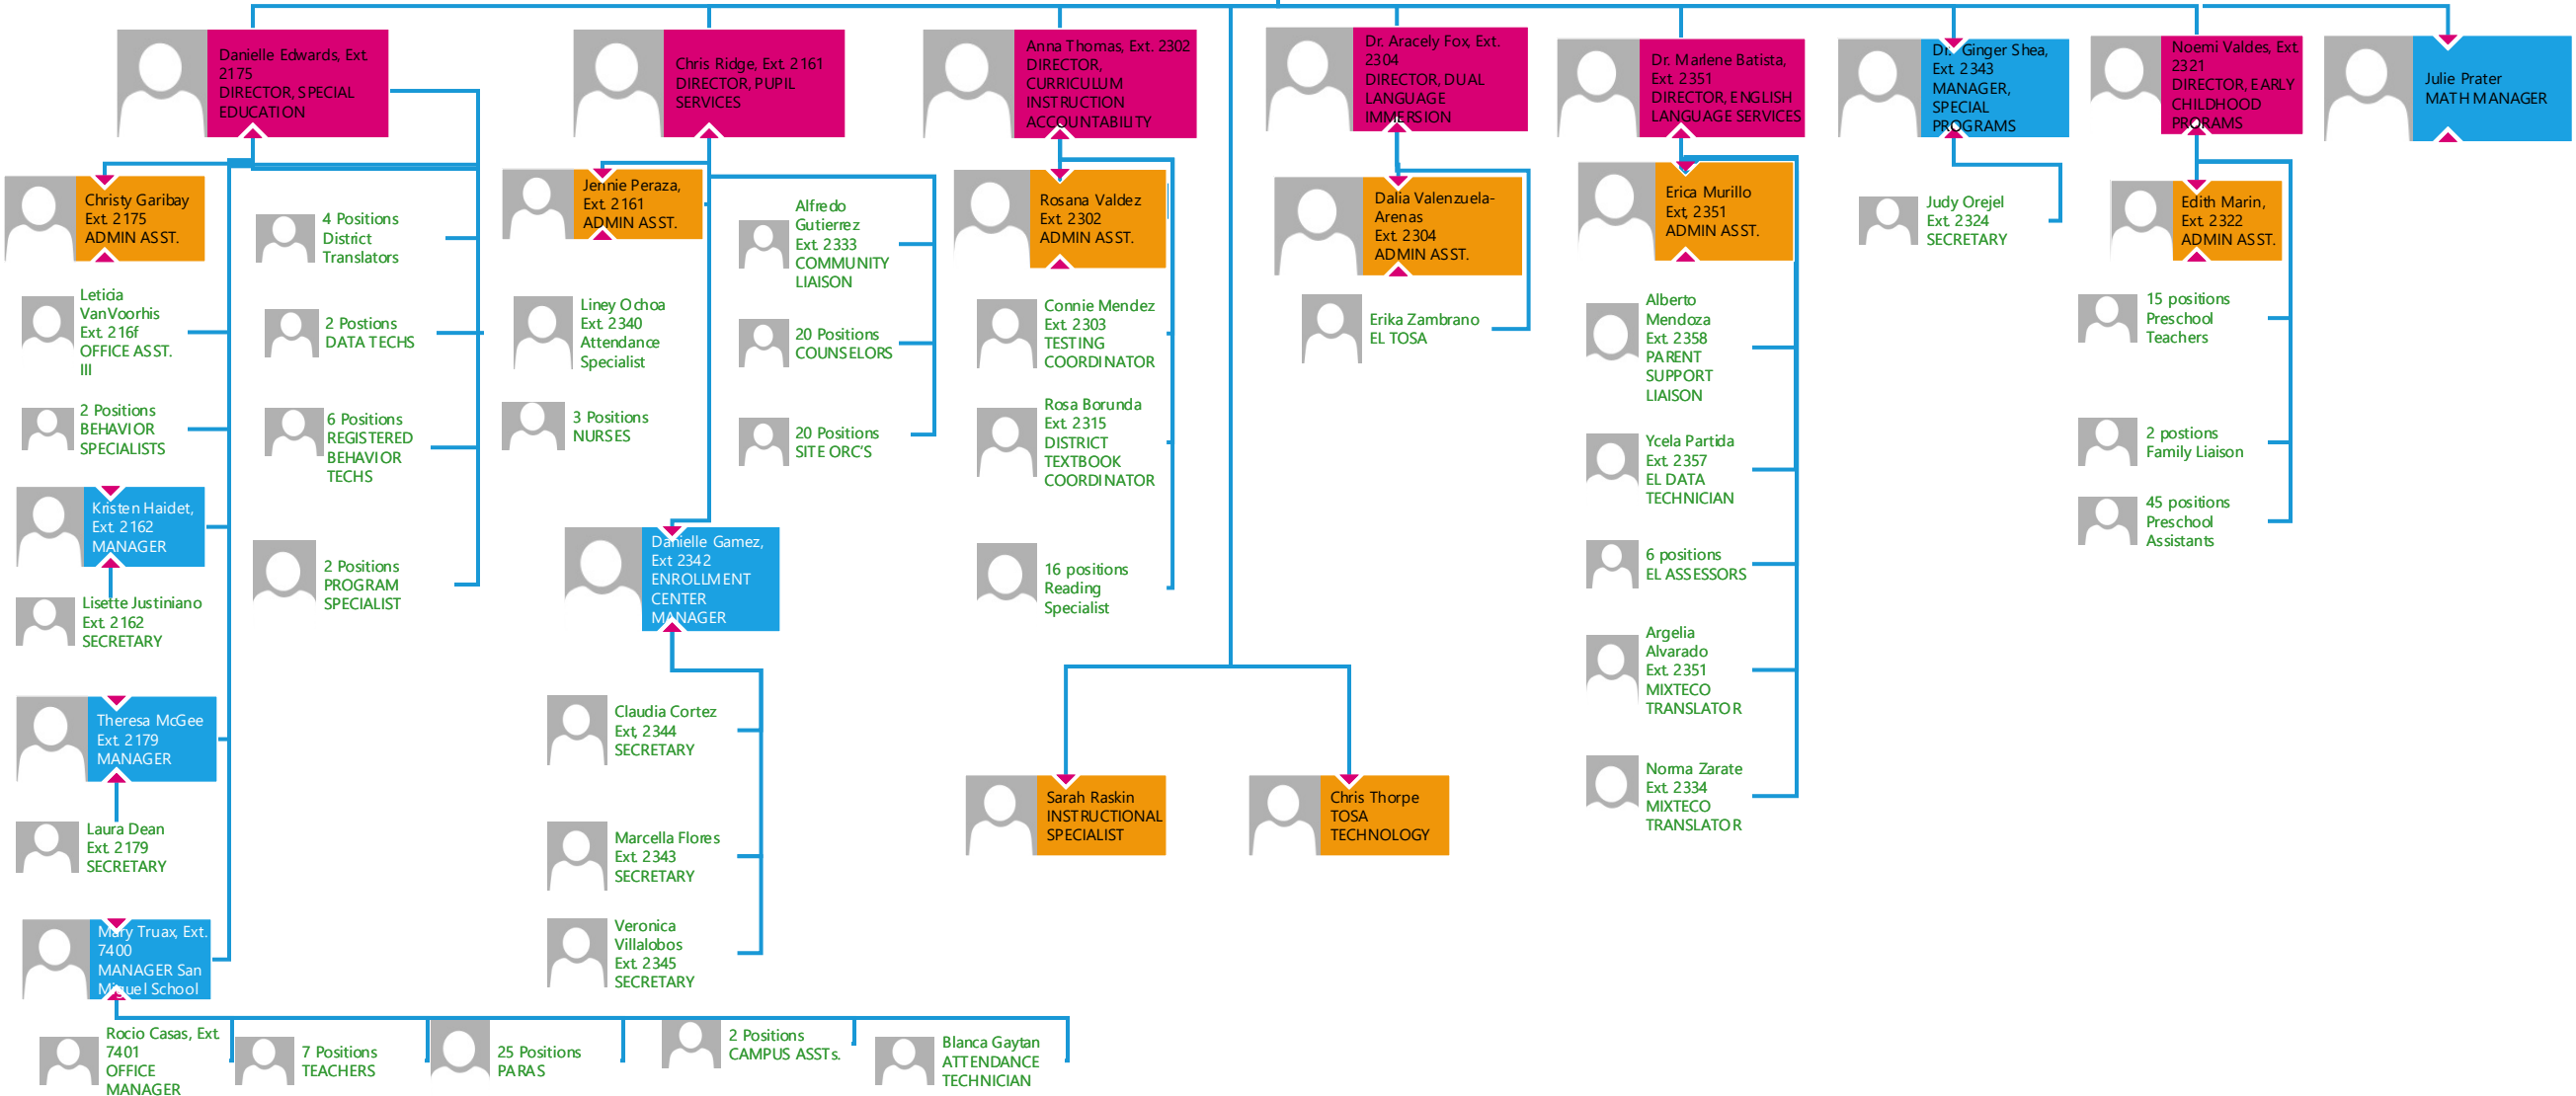 Danielle Edwards, Ext.
2175
DIRECTOR, SPECIAL
EDUCATION
Chris Ridge, Ext. 2161
DIRECTOR, PUPIL
SERVICES
Anna Thomas, Ext. 2302
DIRECTOR,
CURRICULUM
INSTRUCTION
ACCOUNTABILITY
Dr. Aracely Fox, Ext.
2304
DIRECTOR, DUAL
LANGUAGE
IMMERSION
Dr. Marlene Batista,
Ext. 2351
DIRECTOR, ENGLISH
LANGUAGE SERVICES
Dr. Ginger Shea,
Ext. 2343
MANAGER,
SPECIAL
PROGRAMS
Noemi Valdes, Ext
2321
DIRECTOR, EARLY
CHILDHOOD
PRORAMS
Julie Prater
MATH MANAGER
Christy Garibay
Ext. 2175
ADMIN ASST.
4 Positions
District
Translators
Jennie Peraza,
Ext. 2161
ADMIN ASST.
Alfredo
Gutierrez
Ext. 2333
COMMUNITY
LIAISON
Rosana Valdez
Ext. 2302
ADMIN ASST.
Dalia Valenzuela-
Arenas
Ext. 2304
ADMIN ASST.
Erica Murillo
Ext, 2351
ADMIN ASST.
Judy Orejel
Ext. 2324
SECRETARY
Edith Marin,
Ext. 2322
ADMIN ASST.
Leticia
VanVoorhis
Ext. 216f
OFFICE ASST.
III
2 Postions
DATA TECHS
Liney Ochoa
Ext. 2340
Attendance
Specialist
20 Positions
COUNSELORS
Connie Mendez
Ext. 2303
TESTING
COORDINATOR
Erika Zambrano
EL TOSA
Alberto
Mendoza
Ext. 2358
PARENT
SUPPORT
LIAISON
15 positions
Preschool
Teachers
2 Positions
BEHAVIOR
SPECIALISTS
6 Positions
REGISTERED
BEHAVIOR
TECHS
3 Positions
NURSES
20 Positions
SITE ORC'S
Rosa Borunda
Ext. 2315
DISTRICT
TEXTBOOK
COORDINATOR
Ycela Partida
Ext. 2357
EL DATA
TECHNICIAN
2 postions
Family Liaison
Kristen Haidet,
Ext. 2162
MANAGER
2 Positions
PROGRAM
SPECIALIST
Danielle Gamez,
Ext 2342
ENROLLMENT
CENTER
MANAGER
16 positions
Reading
Specialist
6 positions
EL ASSESSORS
45 positions
Preschool
Assistants
Lisette Justiniano
Ext. 2162
SECRETARY
Argelia
Alvarado
Ext. 2351
MIXTECO
TRANSLATOR
Theresa McGee
Ext. 2179
MANAGER
Claudia Cortez
Ext, 2344
SECRETARY
Sarah Raskin
INSTRUCTIONAL
SPECIALIST
Chris Thorpe
TOSA
TECHNOLOGY
Norma Zarate
Ext. 2334
MIXTECO
TRANSLATOR
Laura Dean
Ext. 2179
SECRETARY
Marcella Flores
Ext. 2343
SECRETARY
Mary Truax, Ext.
7400
MANAGER San
Miguel School
Veronica
Villalobos
Ext. 2345
SECRETARY
Rocio Casas, Ext.
7401
OFFICE
MANAGER
7 Positions
TEACHERS
25 Positions
PARAS
2 Positions
CAMPUS ASSTs.
Blanca Gaytan
ATTENDANCE
TECHNICIAN